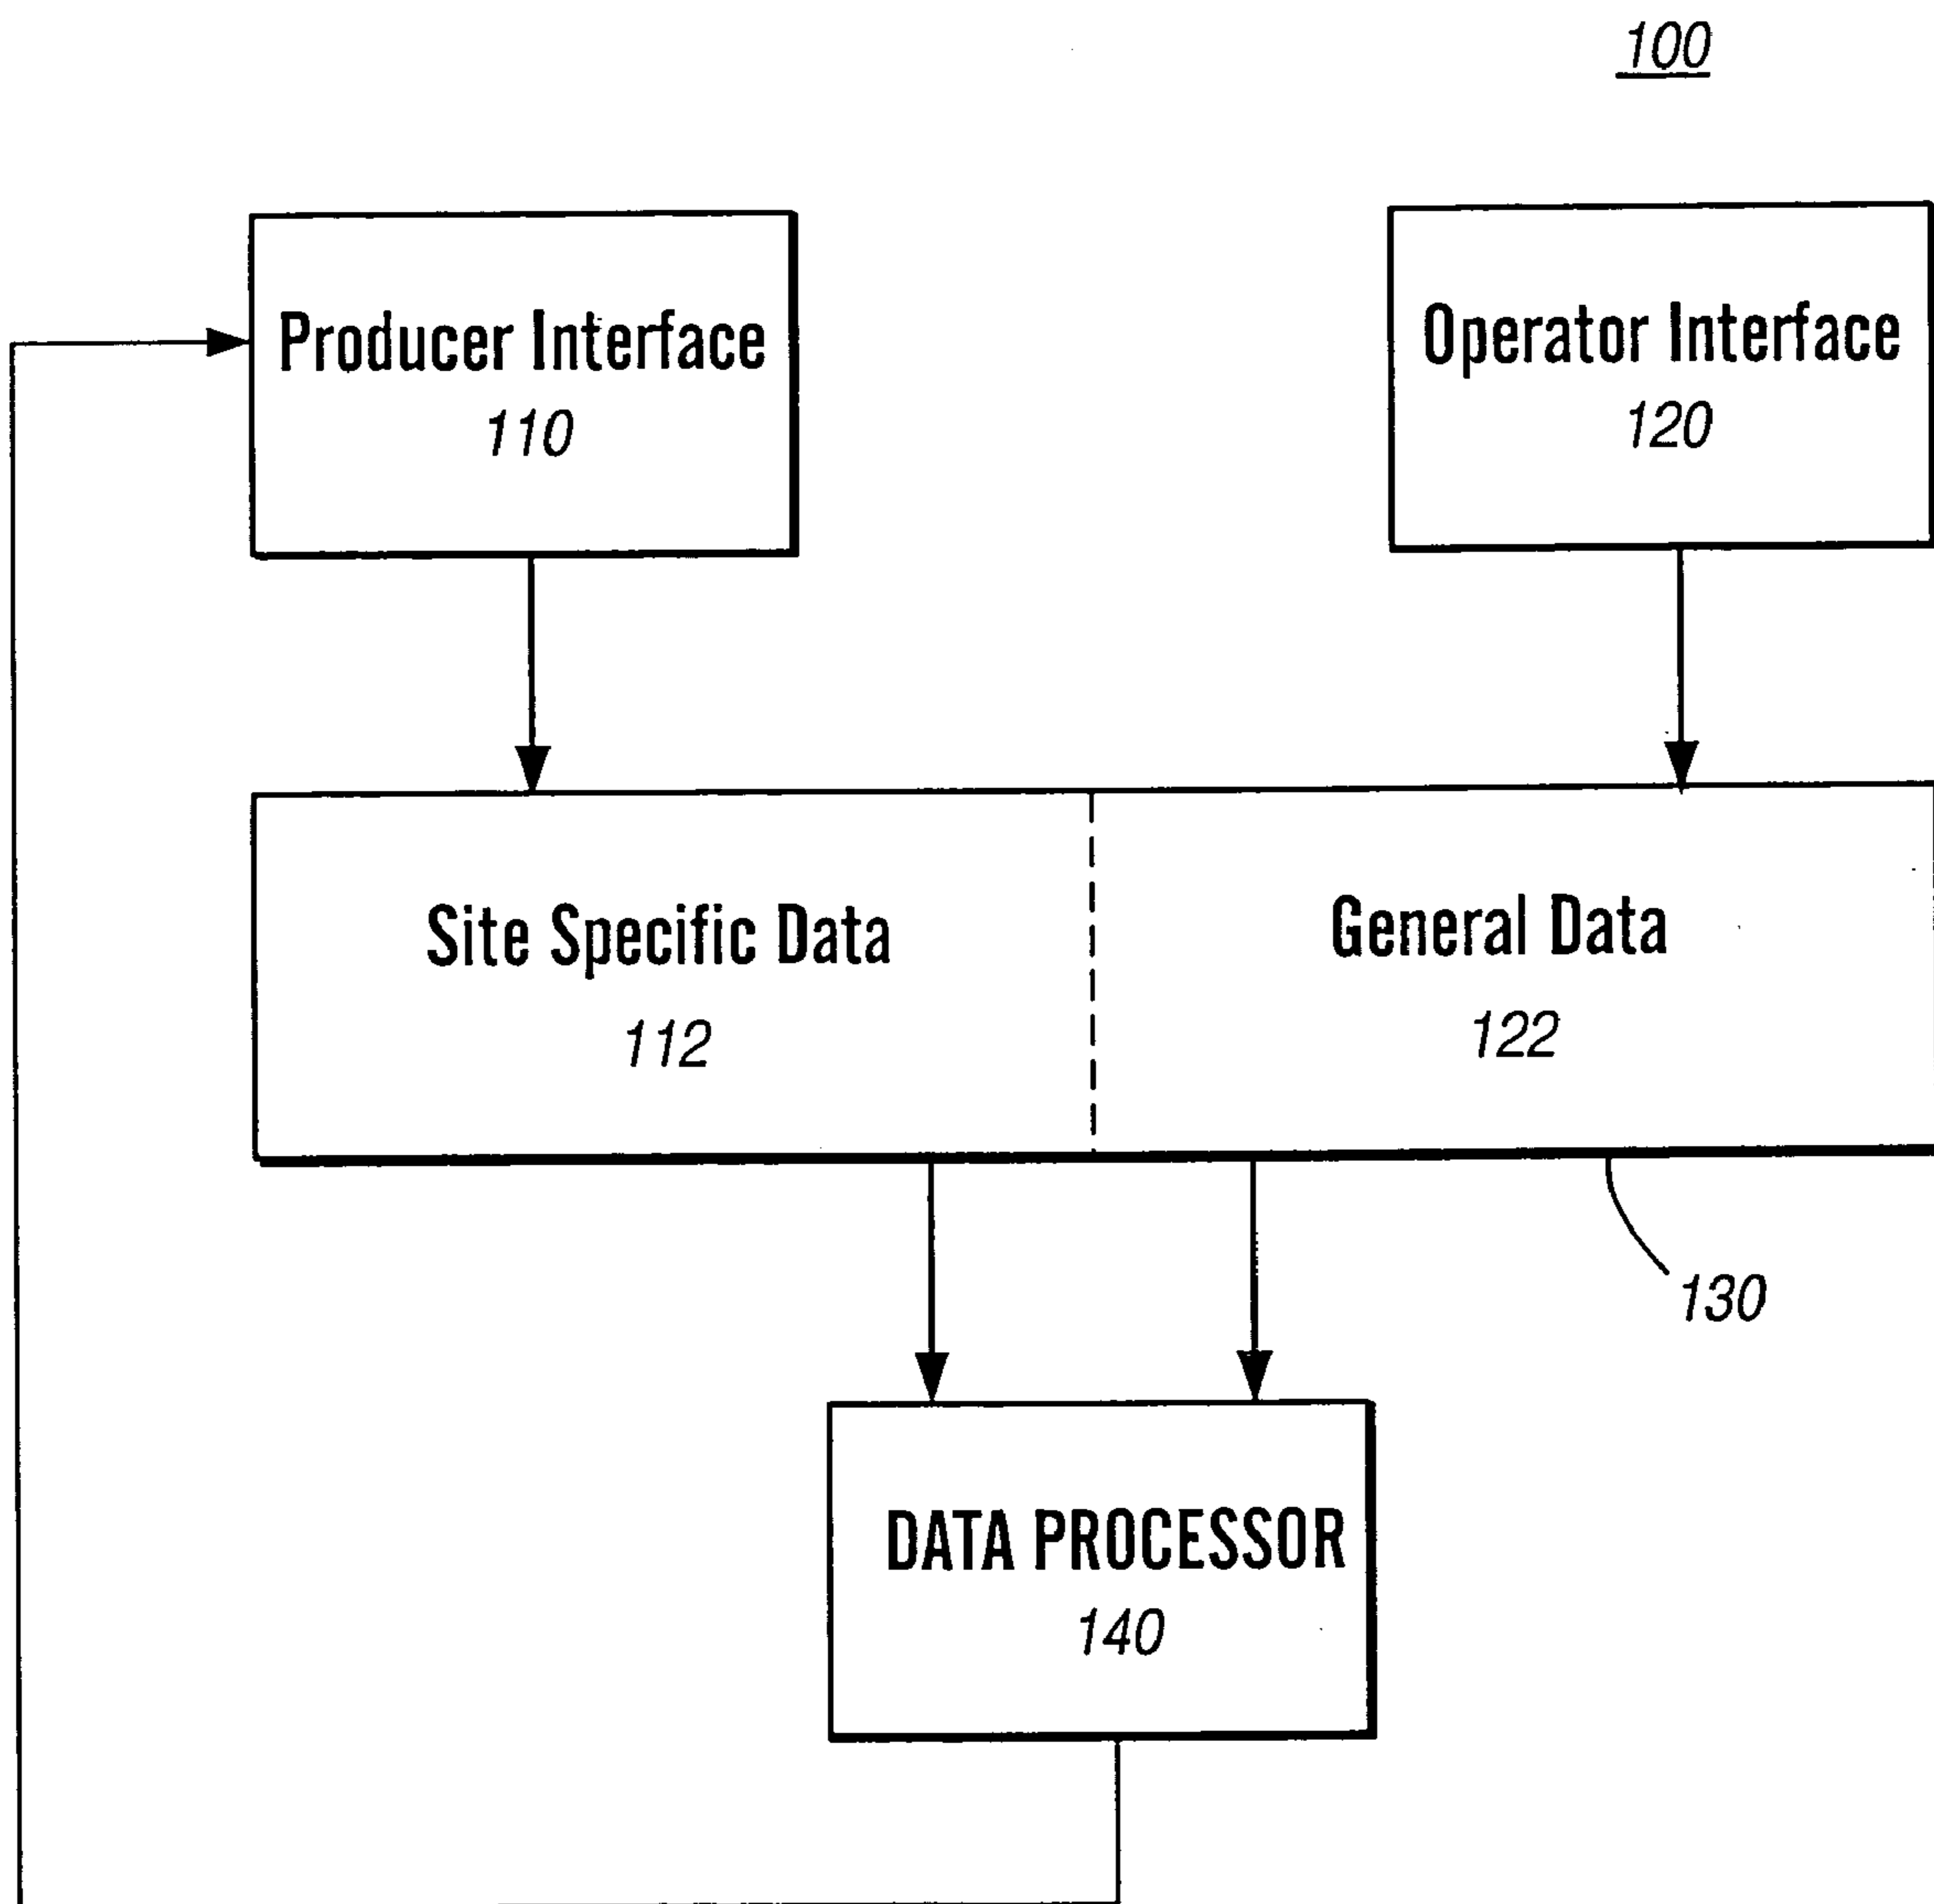 100
Producer Interface
110
Operator Interface
120
Site Specific Data
112
General Data
122
130
DATA PROCESSOR
140